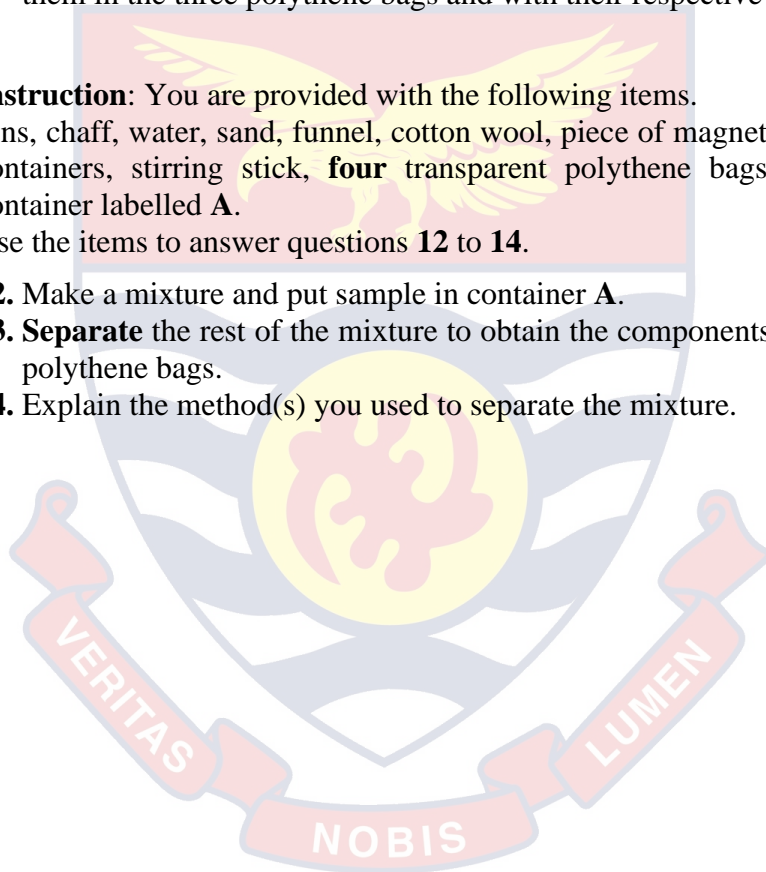 them in the three polythene bags and with their respective
nstruction: You are provided with the following items.
ns, chaff, water, sand, funnel, cotton wool, piece of magnet
ontainers, stirring stick, four transparent polythene bags
ontainer labelled A.
se the items to answer questions 12 to 14.
2. Make a mixture and put sample in container A.
3. Separate the rest of the mixture to obtain the components
polythene bags.
4. Explain the method(s) you used to separate the mixture.
VERITAS
NOBIS
LUMEN